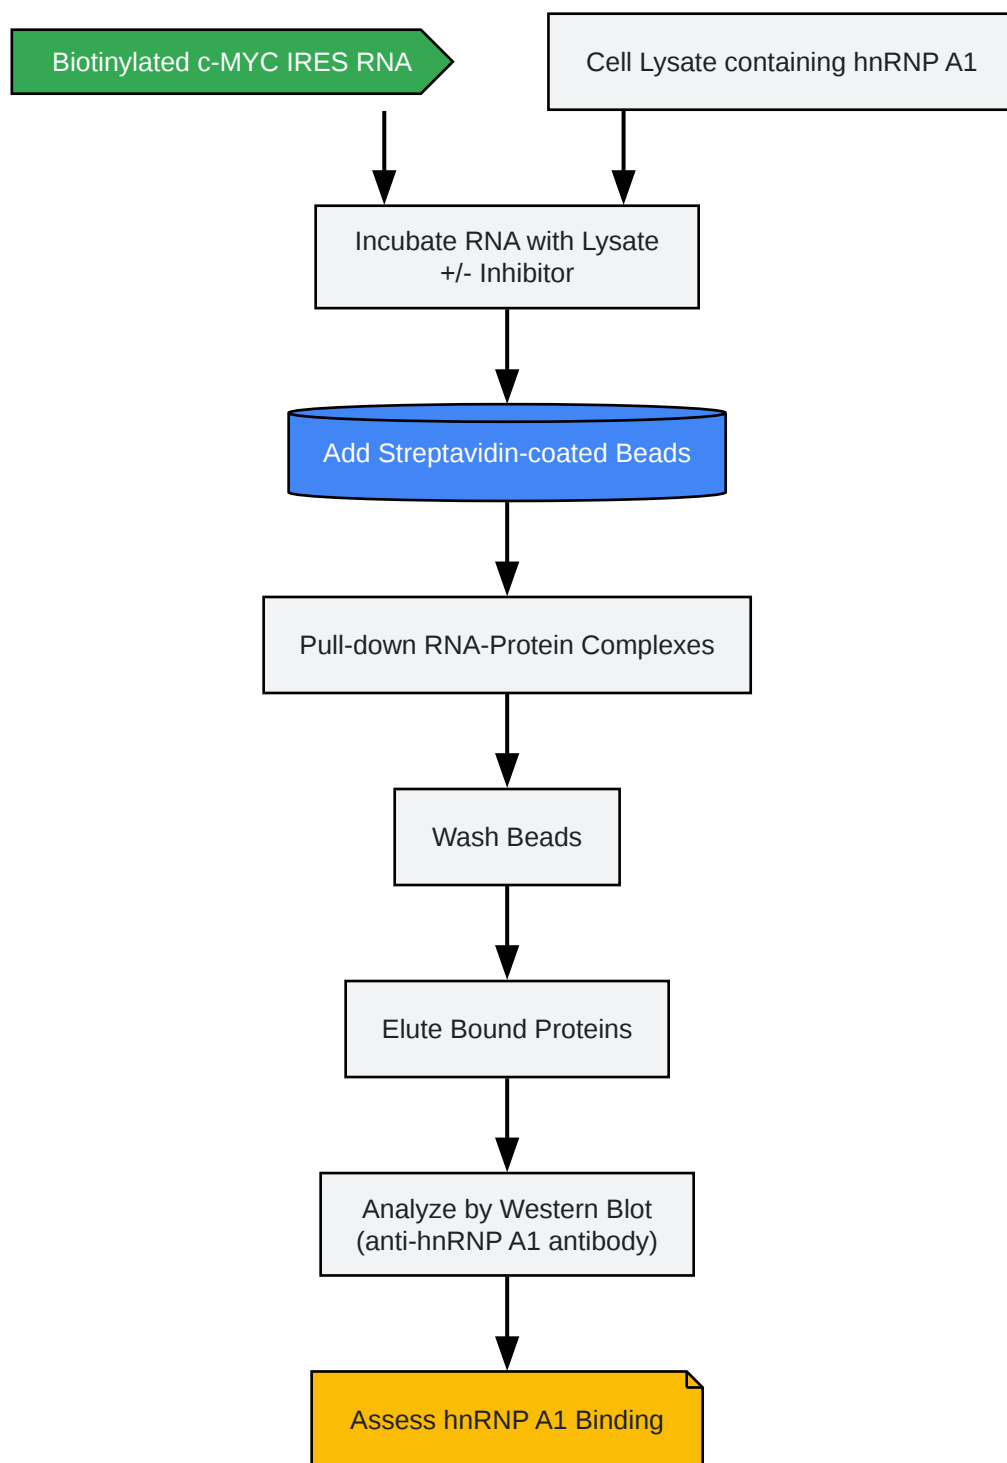 Biotinylated c-MYC IRES RNA
Cell Lysate containing hnRNP A1
Incubate RNA with Lysate
+/- Inhibitor
Add Streptavidin-coated Beads
Pull-down RNA-Protein Complexes
Wash Beads
Elute Bound Proteins
Analyze by Western Blot
(anti-hnRNP A1 antibody)
Assess hnRNP A1 Binding